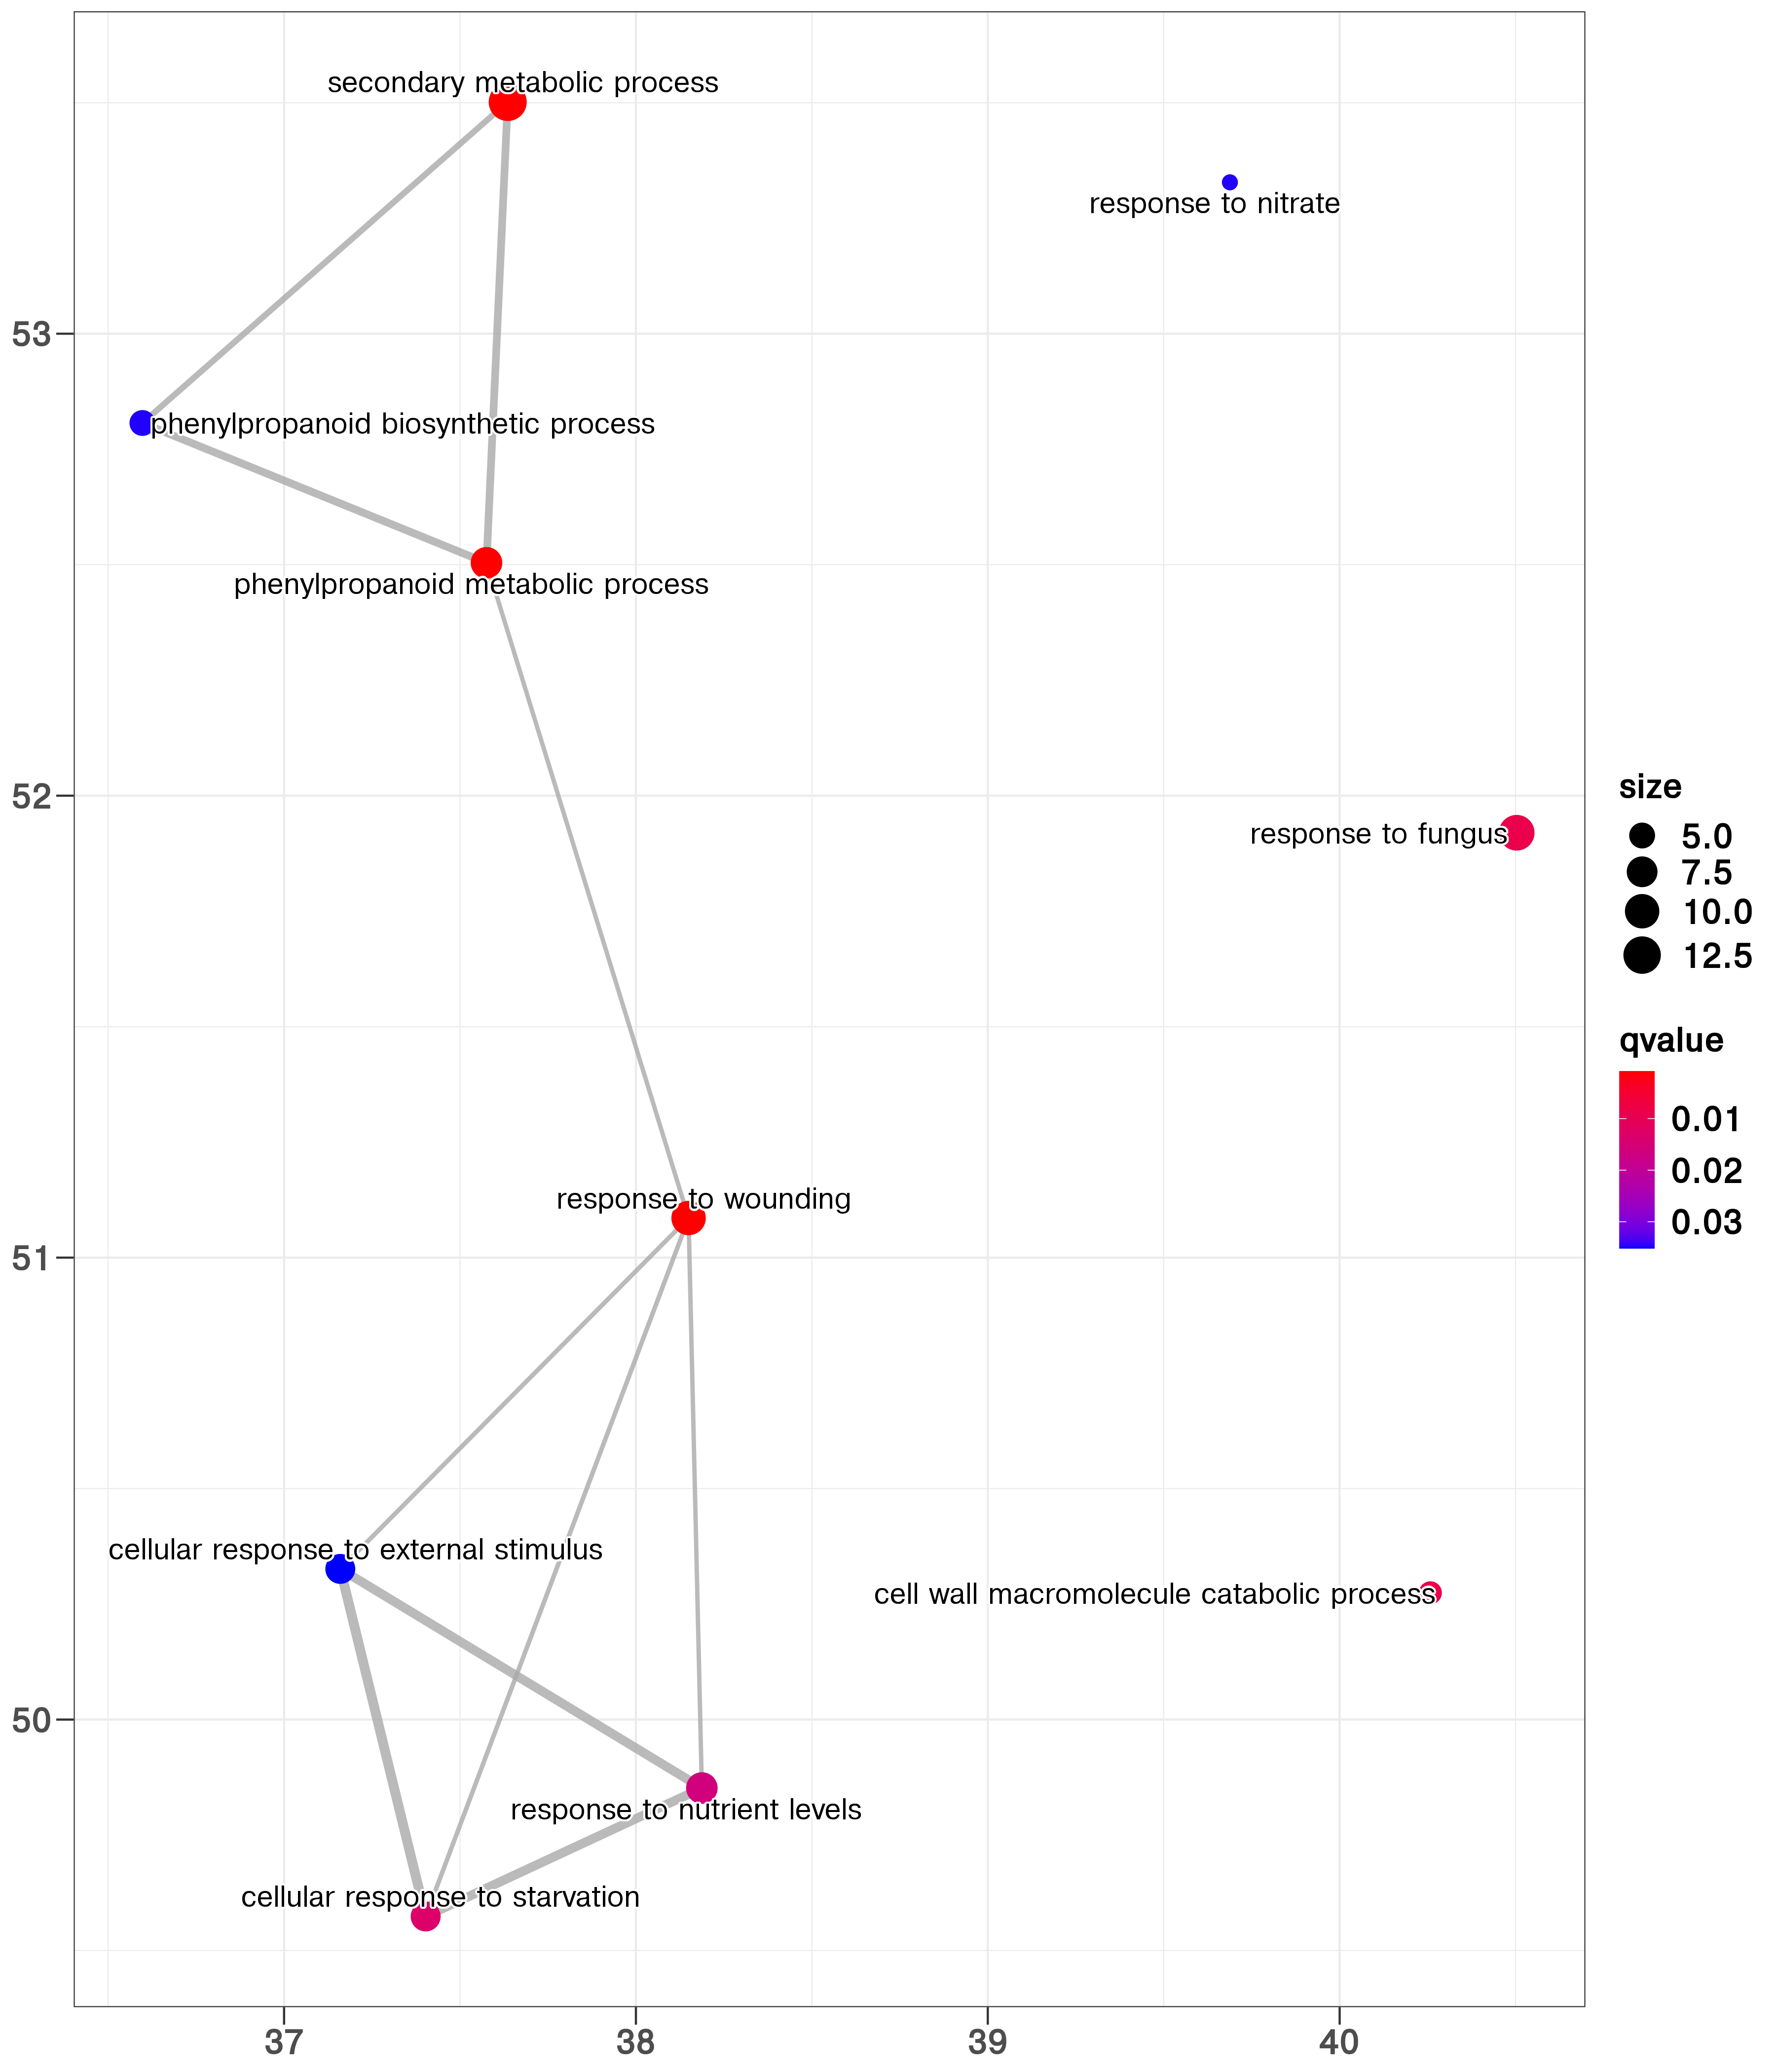 secondary metabolic process
response to nitrate
53
phenylpropanoid biosynthetic process
phenylpropanoid metabolic process
52
response to fungus
size
5.0
7.5
10.0
12.5
qvalue
0.01
0.02
0.03
response to wounding
51
cellular response to external stimulus
cell wall macromolecule catabolic process
50
response to nutrient levels
cellular response to starvation
37 38 39 40